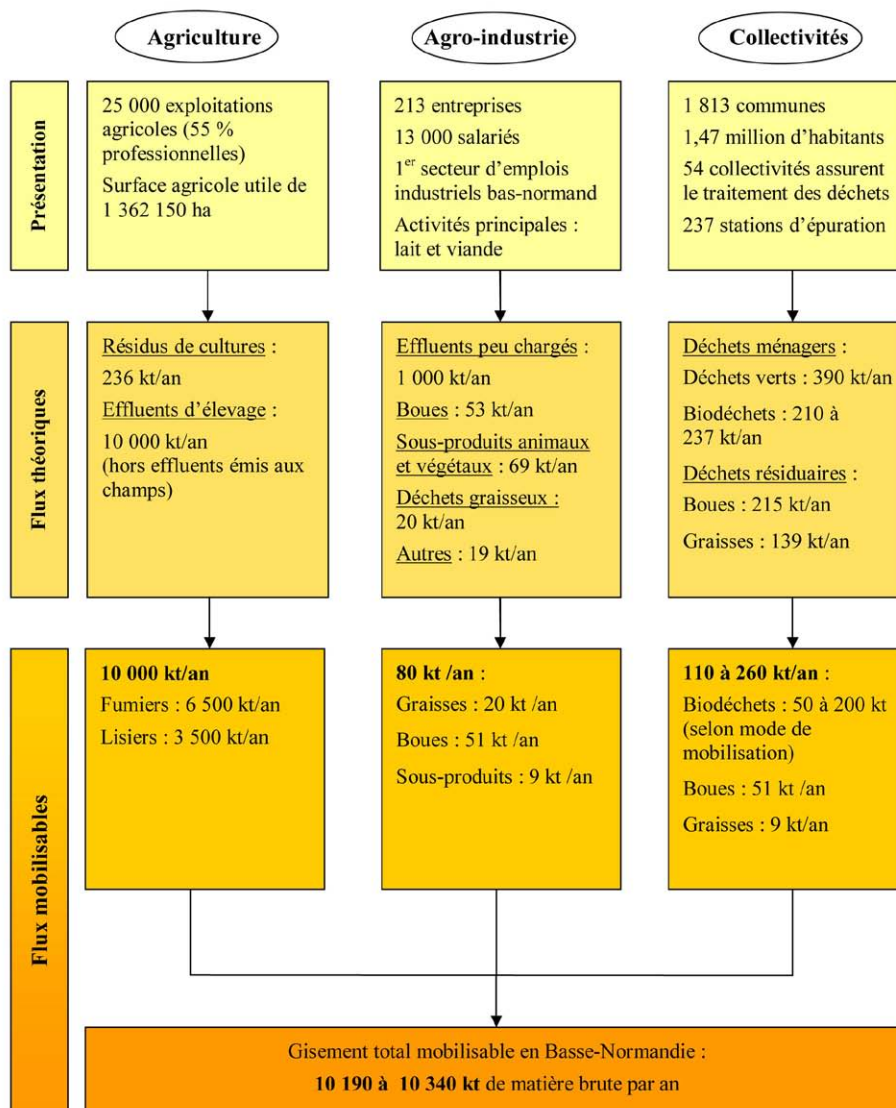 Agriculture
Agro-industrie
Collectivités
Présentation
25 000 exploitations
agricoles (55 %
professionnelles)
Surface agricole utile de
1 362 150 ha
213 entreprises
13 000 salariés
1er secteur d'emplois
industriels bas-normand
Activités principales :
lait et viande
1 813 communes
1,47 million d'habitants
54 collectivités assurent
le traitement des déchets
237 stations d'épuration
Flux théoriques
Résidus de cultures :
236 kt/an
Effluents d'élevage :
10 000 kt/an
(hors effluents émis aux
champs)
Effluents peu chargés :
1 000 kt/an
Boues : 53 kt/an
Sous-produits animaux
et végétaux : 69 kt/an
Déchets graisseux :
20 kt/an
Autres : 19 kt/an
Déchets ménagers :
Déchets verts : 390 kt/an
Biodéchets : 210 à
237 kt/an
Déchets résiduaires :
Boues : 215 kt/an
Graisses : 139 kt/an
Flux mobilisables
10 000 kt/an
Fumiers : 6 500 kt/an
Lisiers : 3 500 kt/an
80 kt /an :
Graisses : 20 kt /an
Boues : 51 kt /an
Sous-produits : 9 kt /an
110 à 260 kt/an :
Biodéchets : 50 à 200 kt
(selon mode de
mobilisation)
Boues : 51 kt /an
Graisses : 9 kt/an
Gisement total mobilisable en Basse-Normandie :
10 190 à 10 340 kt de matière brute par an